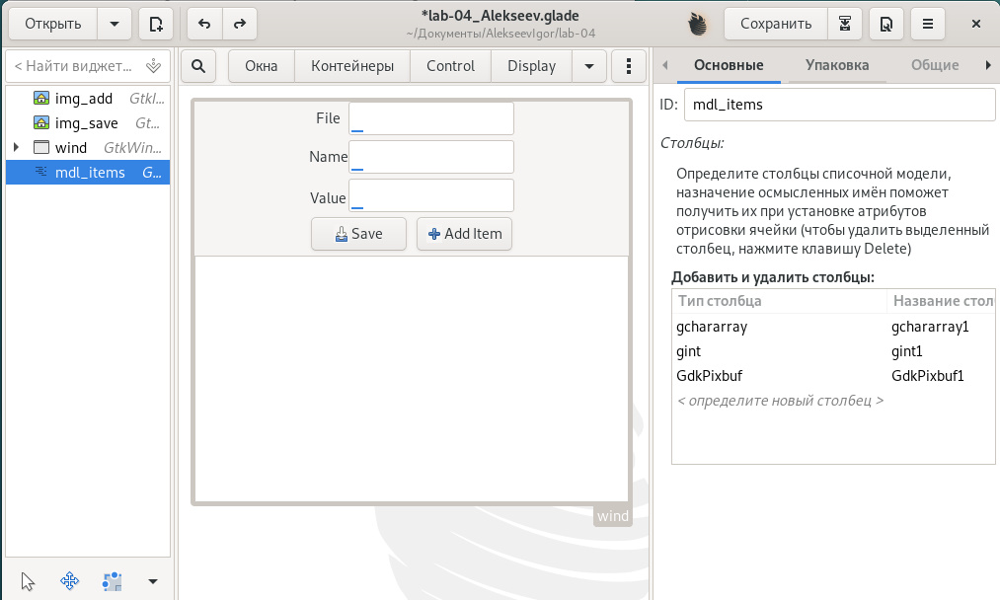 Открыть
*lab-04_Alekseev.glade
~/Документы/AlekseevIgor/lab-04
Сохранить
< Найти виджет...
Окна
Контейнеры
Control
Display
Основные
Упаковка
Общие
img_add GtkI...
img_save Gt...
wind GtkWin...
mdl_items G...
File
Name
Value
Save
Add Item
wind
ID: mdl_items
Столбцы:
Определите столбцы списочной модели,
назначение осмысленных имён поможет
получить их при установке атрибутов
отрисовки ячейки (чтобы удалить выделенный
столбец, нажмите клавишу Delete)
Добавить и удалить столбцы:
Тип столбца Название стол
gchararray gchararray1
gint gint1
GdkPixbuf GdkPixbuf1
< определите новый столбец >